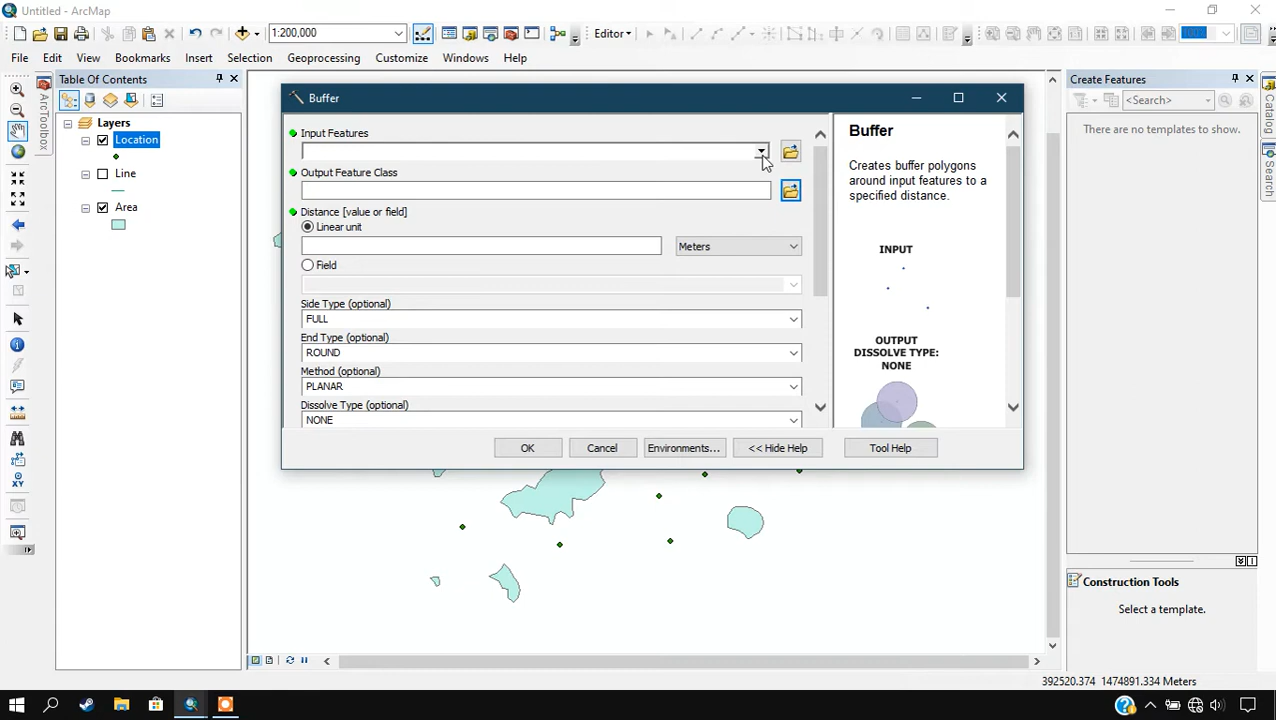 Untitled - ArcMap
1:200,000
Editor
File Edit View Bookmarks Insert Selection Geoprocessing Customize Windows Help
Table Of Contents
Layers
Location
Line
Area
ArcToolbox
Buffer
Input Features
Output Feature Class
Distance [value or field]
Linear unit
Meters
Field
Side Type (optional)
FULL
End Type (optional)
ROUND
Method (optional)
PLANAR
Dissolve Type (optional)
NONE
OK Cancel Environments... << Hide Help Tool Help
Buffer
Creates buffer polygons
around input features to
a specified distance.
INPUT
OUTPUT
DISSOLVE TYPE:
NONE
Create Features
<Search>
There are no templates to show.
Construction Tools
Select a template.
Catalog
Search
392520.374 1474891.334 Meters